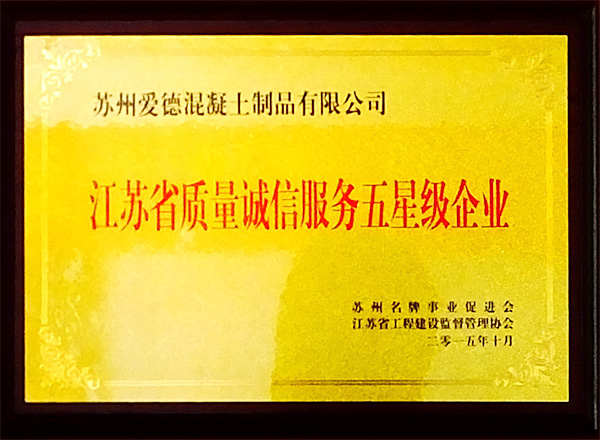 苏州爱德混凝土制品有限公司
江苏省质量诚信服务五星级企业
苏州名牌事业促进会
江苏省工程建设监督管理协会
二零一五年十月